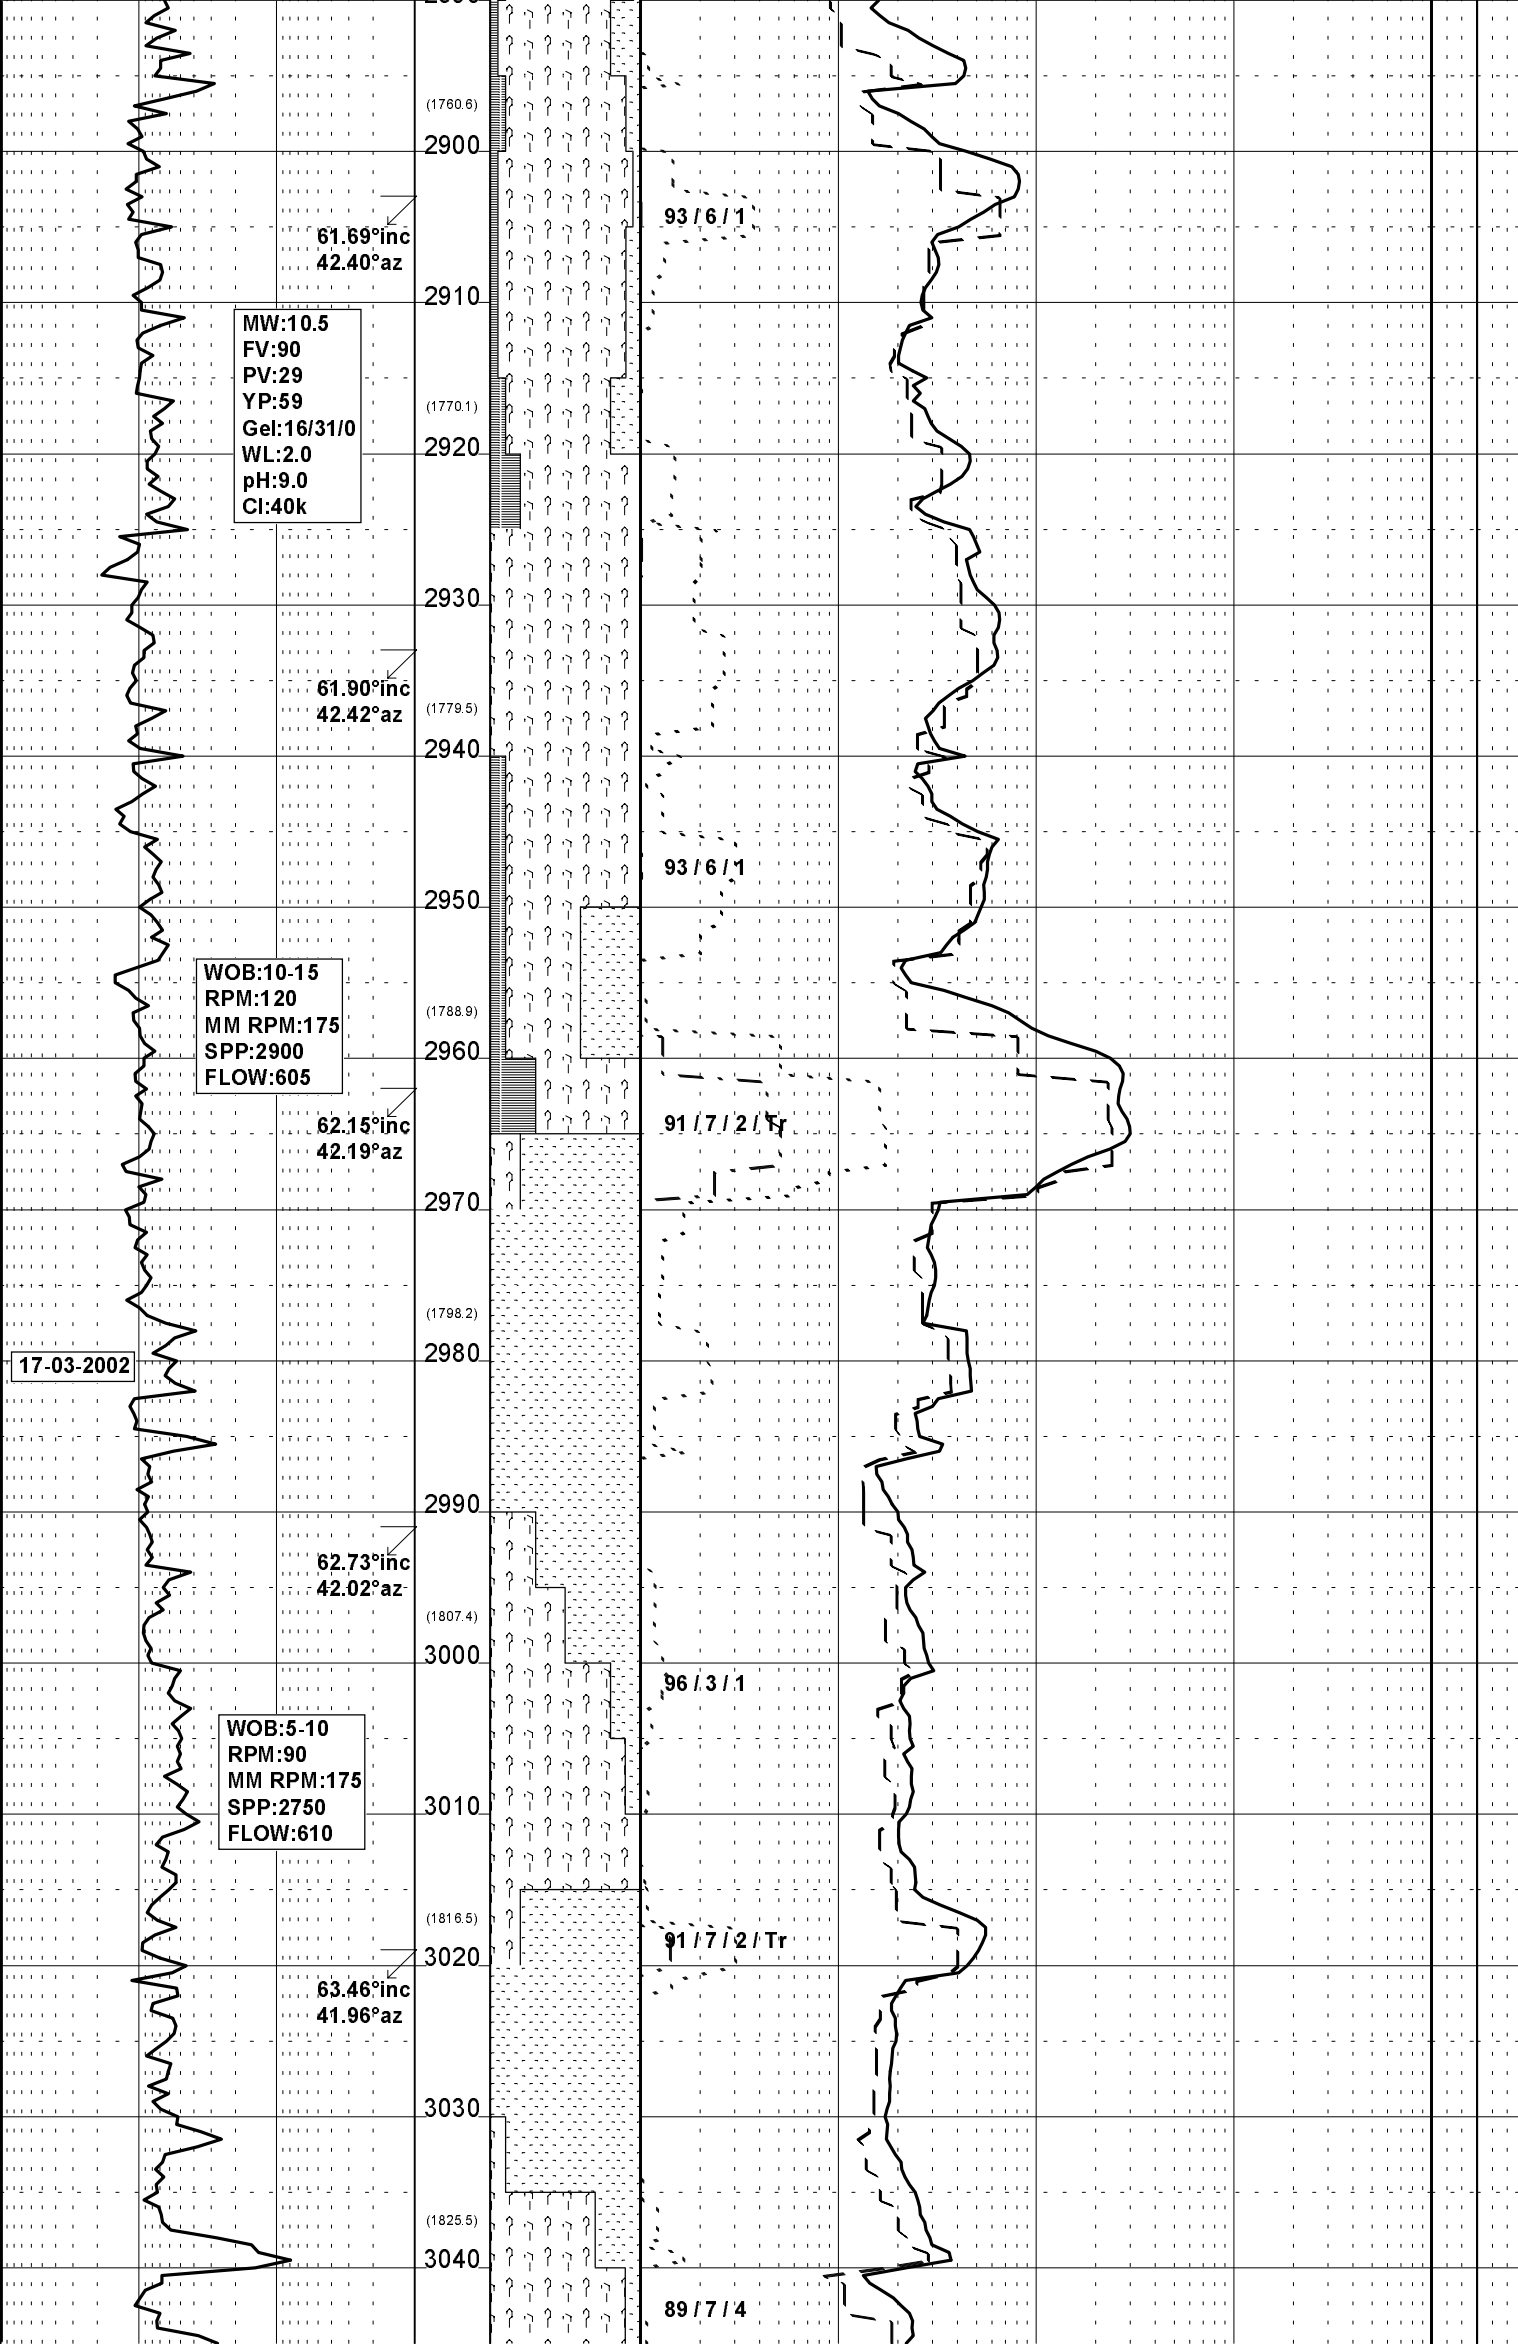 (1760.6)
2900
93 / 6 / 1
61.69°inc
42.40°az
2910
MW:10.5
FV:90
PV:29
YP:59
Gel:16/31/0
WL:2.0
pH:9.0
Cl:40k
(1770.1)
2920
2930
61.90°inc
42.42°az
(1779.5)
2940
93 / 6 / 1
2950
WOB:10-15
RPM:120
MM RPM:175
SPP:2900
FLOW:605
(1788.9)
2960
62.15°inc
42.19°az
91 / 7 / 2 / Tr
2970
(1798.2)
2980
17-03-2002
2990
62.73°inc
42.02°az
(1807.4)
3000
96 / 3 / 1
WOB:5-10
RPM:90
MM RPM:175
SPP:2750
FLOW:610
3010
(1816.5)
91 / 7 / 2 / Tr
3020
63.46°inc
41.96°az
3030
(1825.5)
3040
89 / 7 / 4